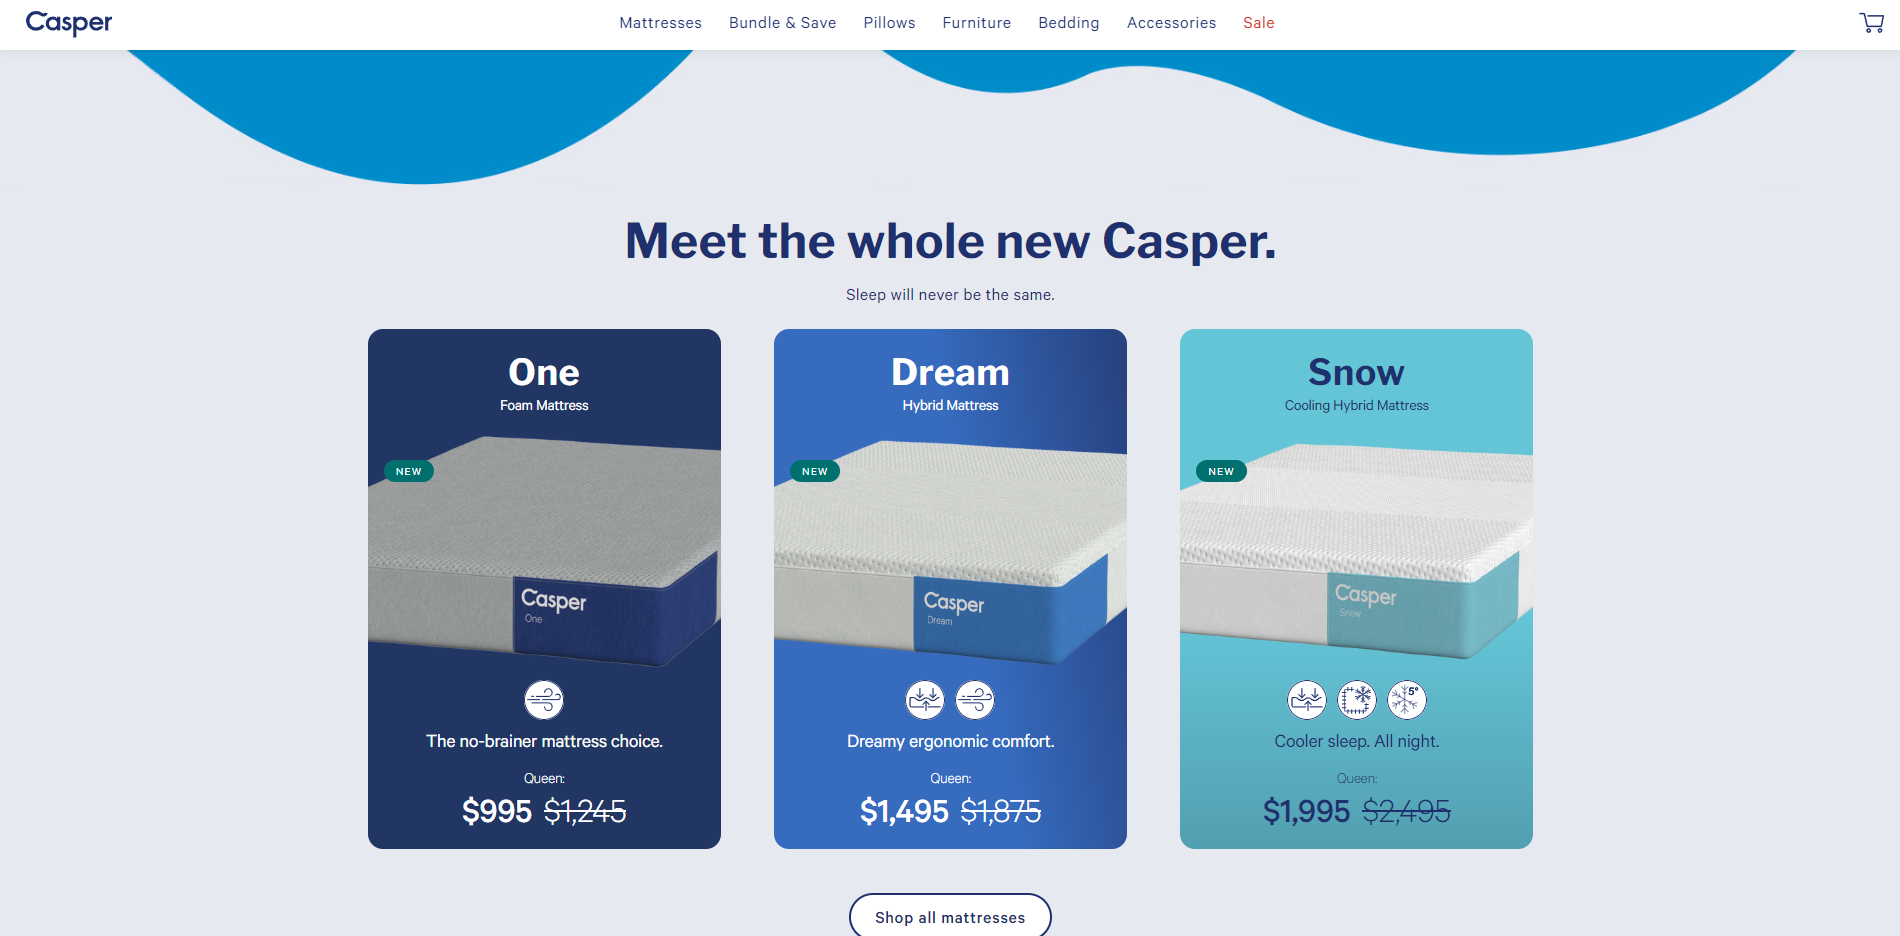 Casper
Mattresses
Bundle & Save
Pillows
Furniture
Bedding
Accessories
Sale
Meet the whole new Casper.
Sleep will never be the same.
One
Foam Mattress
NEW
Casper
One
The no-brainer mattress choice.
Queen:
$995 $1,245
Dream
Hybrid Mattress
NEW
Casper
Dream
Dreamy ergonomic comfort.
Queen:
$1,495 $1,875
Snow
Cooling Hybrid Mattress
NEW
Casper
Snow
5°
Cooler sleep. All night.
Queen:
$1,995 $2,495
Shop all mattresses